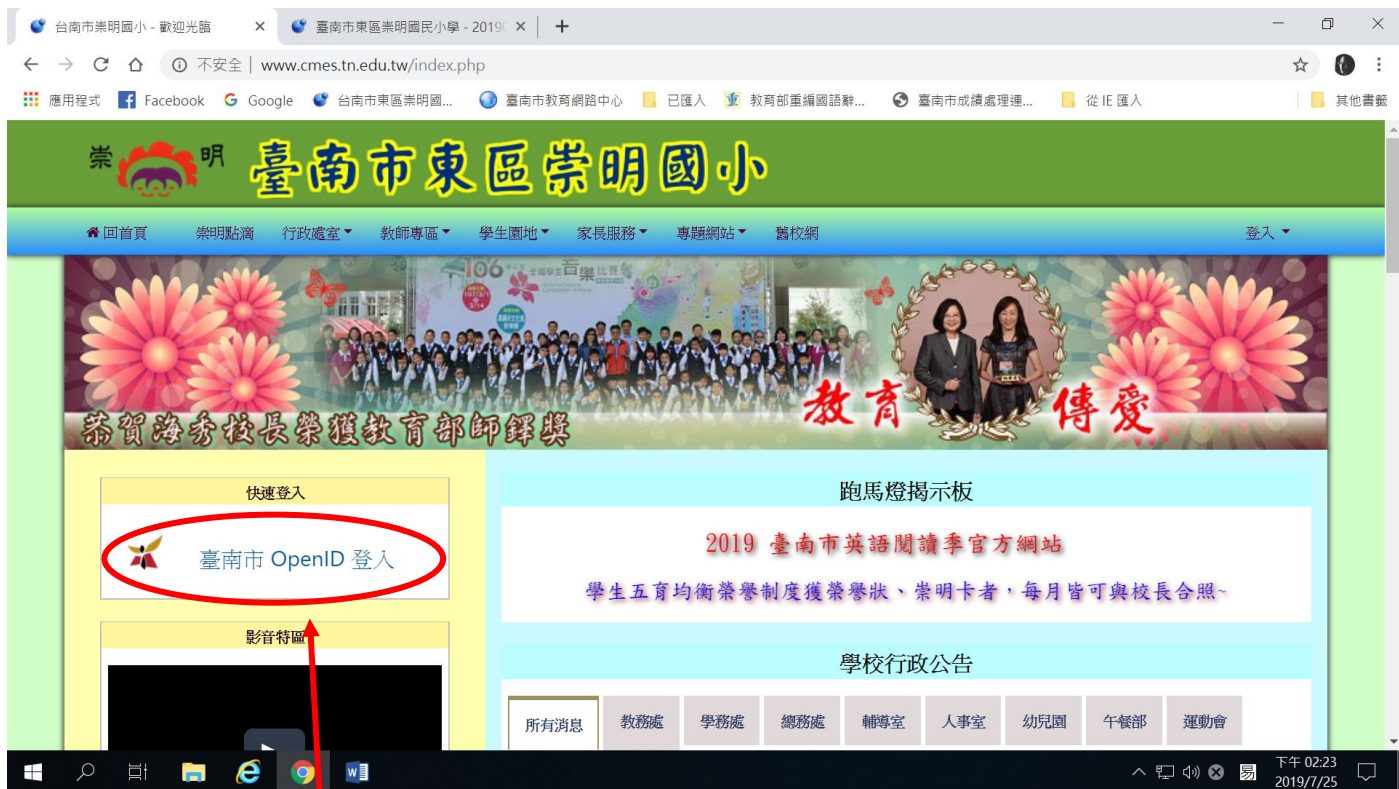 台南市崇明國小 - 歡迎光臨
臺南市東區崇明國民小學 - 2019
不安全 | www.cmes.tn.edu.tw/index.php
應用程式 Facebook Google 台南市東區崇明國... 臺南市教育網路中心 已匯入 教育部重編國語辭... 臺南市成績處理連... 從 IE 匯入 其他書籤
崇 明 臺南市東區崇明國小
回首頁 崇明點滴 行政處室 教師專區 學生園地 家長服務 專題網站 舊校網 登入
106 全國學生音樂比賽
恭賀海秀校長榮獲教育部師鐸獎
教育 傳愛
快速登入
臺南市 OpenID 登入
影音特區
跑馬燈揭示板
2019 臺南市英語閱讀季官方網站
學生五育均衡榮譽制度獲榮譽狀、崇明卡者，每月皆可與校長合照~
學校行政公告
所有消息 教務處 學務處 總務處 輔導室 人事室 幼兒園 午餐部 運動會
易 下午 02:23
2019/7/25